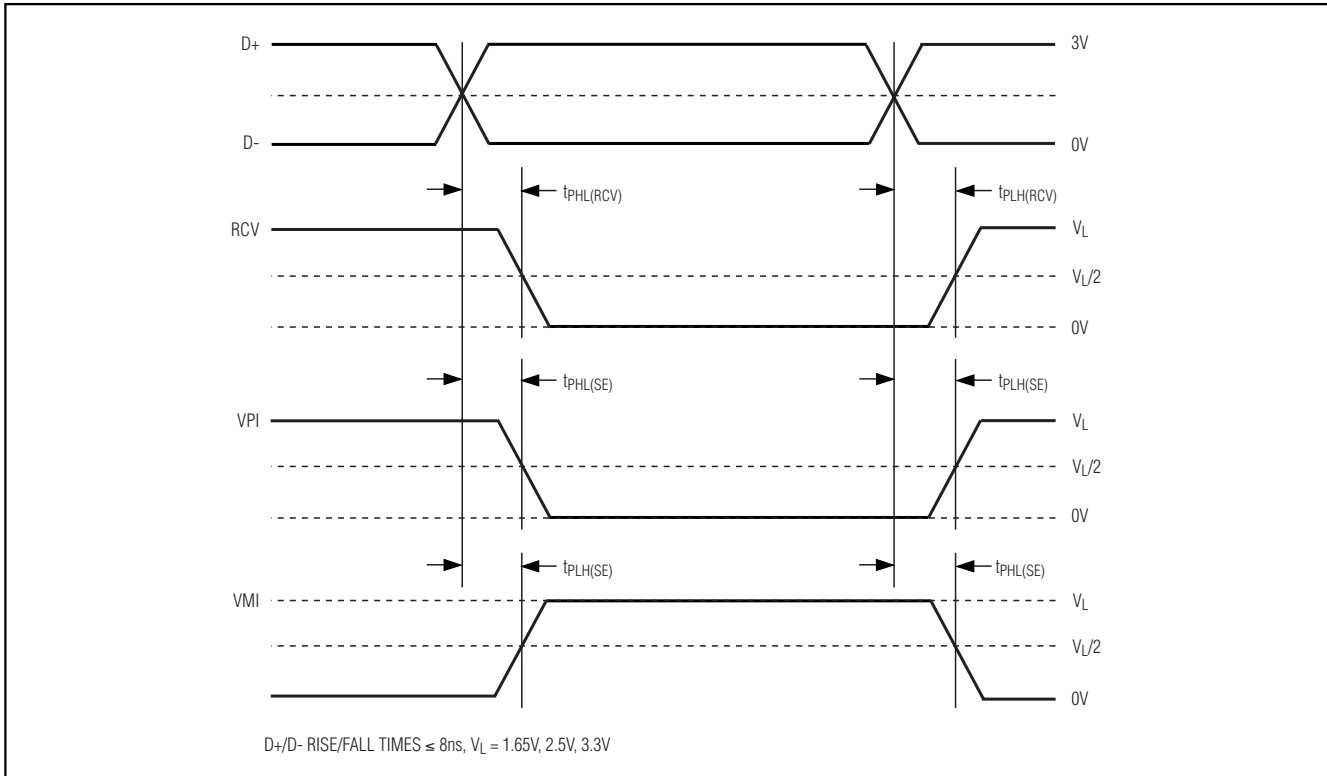 D+
3V
D-
0V
tPHL(RCV)
tPLH(RCV)
RCV
VL
VL/2
0V
tPHL(SE)
tPLH(SE)
VPI
VL
VL/2
0V
tPLH(SE)
tPHL(SE)
VMI
VL
VL/2
0V
D+/D- RISE/FALL TIMES ≤ 8ns, VL = 1.65V, 2.5V, 3.3V